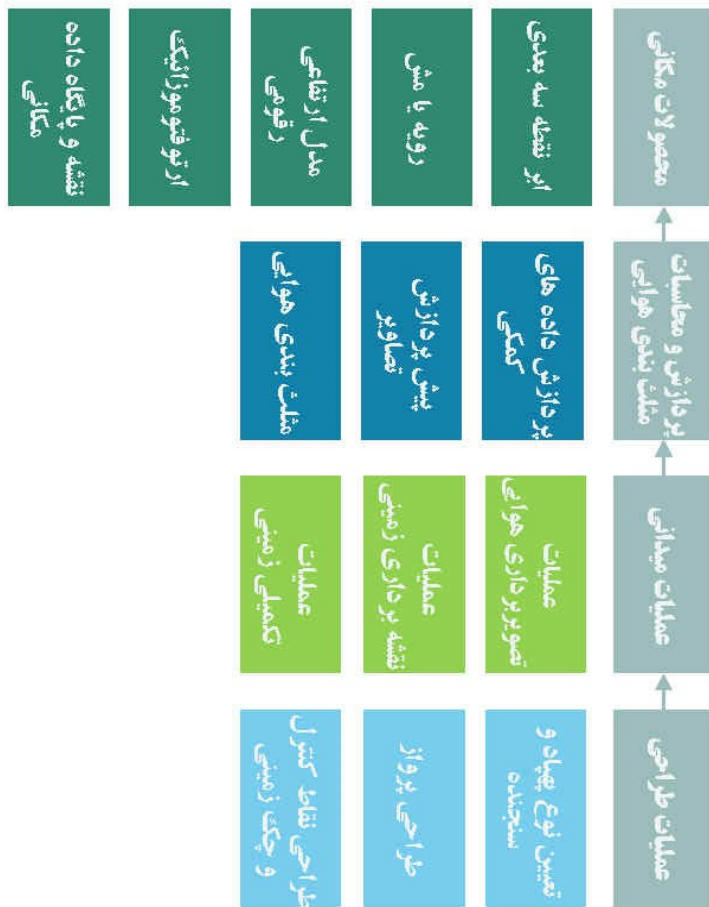 عملیات طراحی
تعیین نوع پهپاد و
سنجنده
طراحی پرواز
طراحی نقاط کنترل
و چک زمینی
عملیات میدانی
عملیات
تصویربرداری هوایی
عملیات
نقشه برداری زمینی
عملیات
تکمیلی زمینی
پردازش و محاسبات
مثلث بندی هوایی
پردازش داده های
کمکی
پیش پردازش
تصاویر
مثلث بندی هوایی
محصولات مکانی
ابر نقطه سه بعدی
رویه یا مش
مدل ارتفاعی
رقومی
ارتوفتوموزائیک
نقشه و پایگاه داده
مکانی